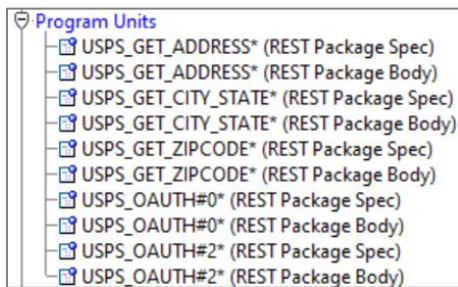 Program Units
USPS_GET_ADDRESS* (REST Package Spec)
USPS_GET_ADDRESS* (REST Package Body)
USPS_GET_CITY_STATE* (REST Package Spec)
USPS_GET_CITY_STATE* (REST Package Body)
USPS_GET_ZIPCODE* (REST Package Spec)
USPS_GET_ZIPCODE* (REST Package Body)
USPS_OAUTH#0* (REST Package Spec)
USPS_OAUTH#0* (REST Package Body)
USPS_OAUTH#2* (REST Package Spec)
USPS_OAUTH#2* (REST Package Body)